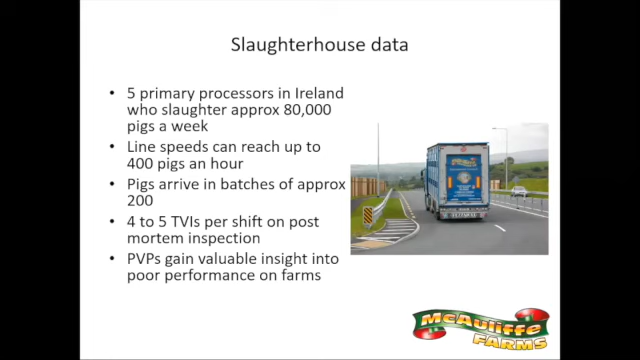 Slaughterhouse data
• 5 primary processors in Ireland
who slaughter approx 80,000
pigs a week
• Line speeds can reach up to
400 pigs an hour
• Pigs arrive in batches of approx
200
• 4 to 5 TVIs per shift on post
mortem inspection
• PVPs gain valuable insight into
poor performance on farms
McAuliffe
FARMS